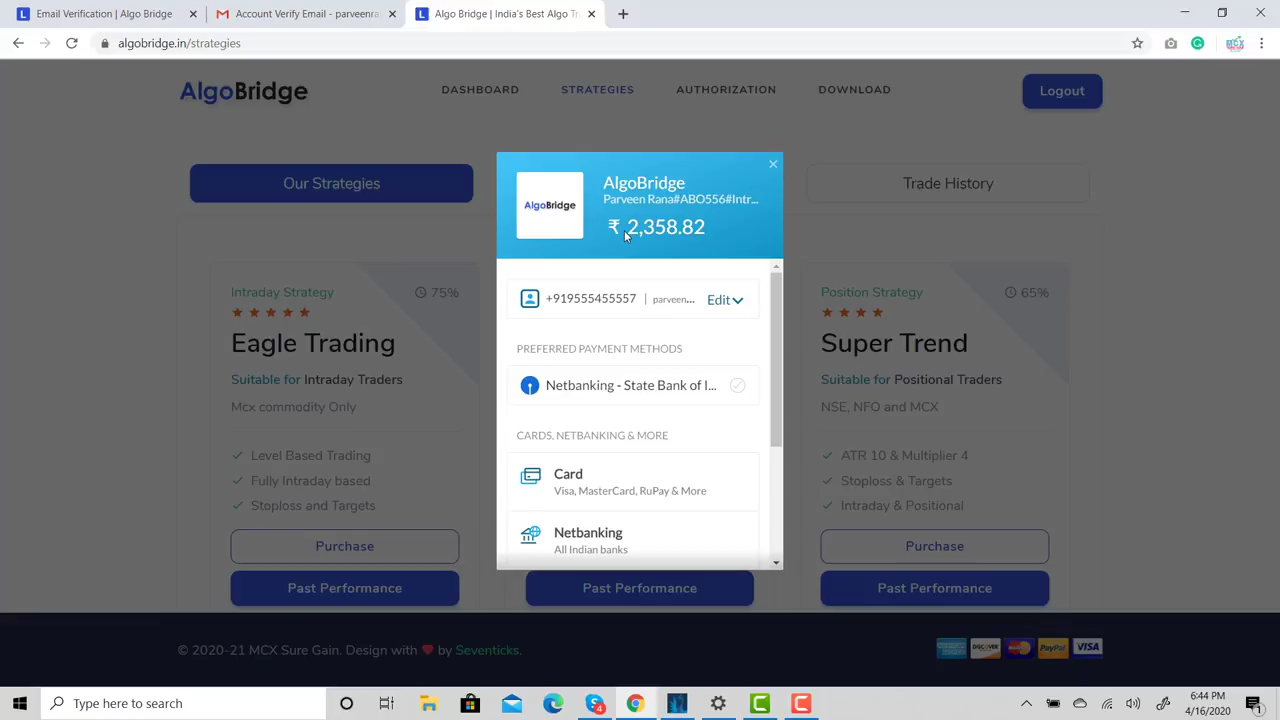 Email Verification | Algo Bridge
Account Verify Email - parveenra
Algo Bridge | India's Best Algo Tr
algobridge.in/strategies
MCX
AlgoBridge
DASHBOARD
STRATEGIES
AUTHORIZATION
DOWNLOAD
Logout
Our Strategies
Trade History
AlgoBridge
AlgoBridge
Parveen Rana#ABO556#Intr...
₹ 2,358.82
+919555455557 | parveen...
Edit
PREFERRED PAYMENT METHODS
Netbanking - State Bank of I...
CARDS, NETBANKING & MORE
Card
Visa, MasterCard, RuPay & More
Netbanking
All Indian banks
Intraday Strategy
75%
Eagle Trading
Suitable for Intraday Traders
Mcx commodity Only
Level Based Trading
Fully Intraday based
Stoploss and Targets
Purchase
Past Performance
Past Performance
Position Strategy
65%
Super Trend
Suitable for Positional Traders
NSE, NFO and MCX
ATR 10 & Multiplier 4
Stoploss & Targets
Intraday & Positional
Purchase
Past Performance
© 2020-21 MCX Sure Gain. Design with ❤ by Seventicks.
DISCOVER
PayPal
VISA
Type here to search
4
6:44 PM
4/16/2020
1